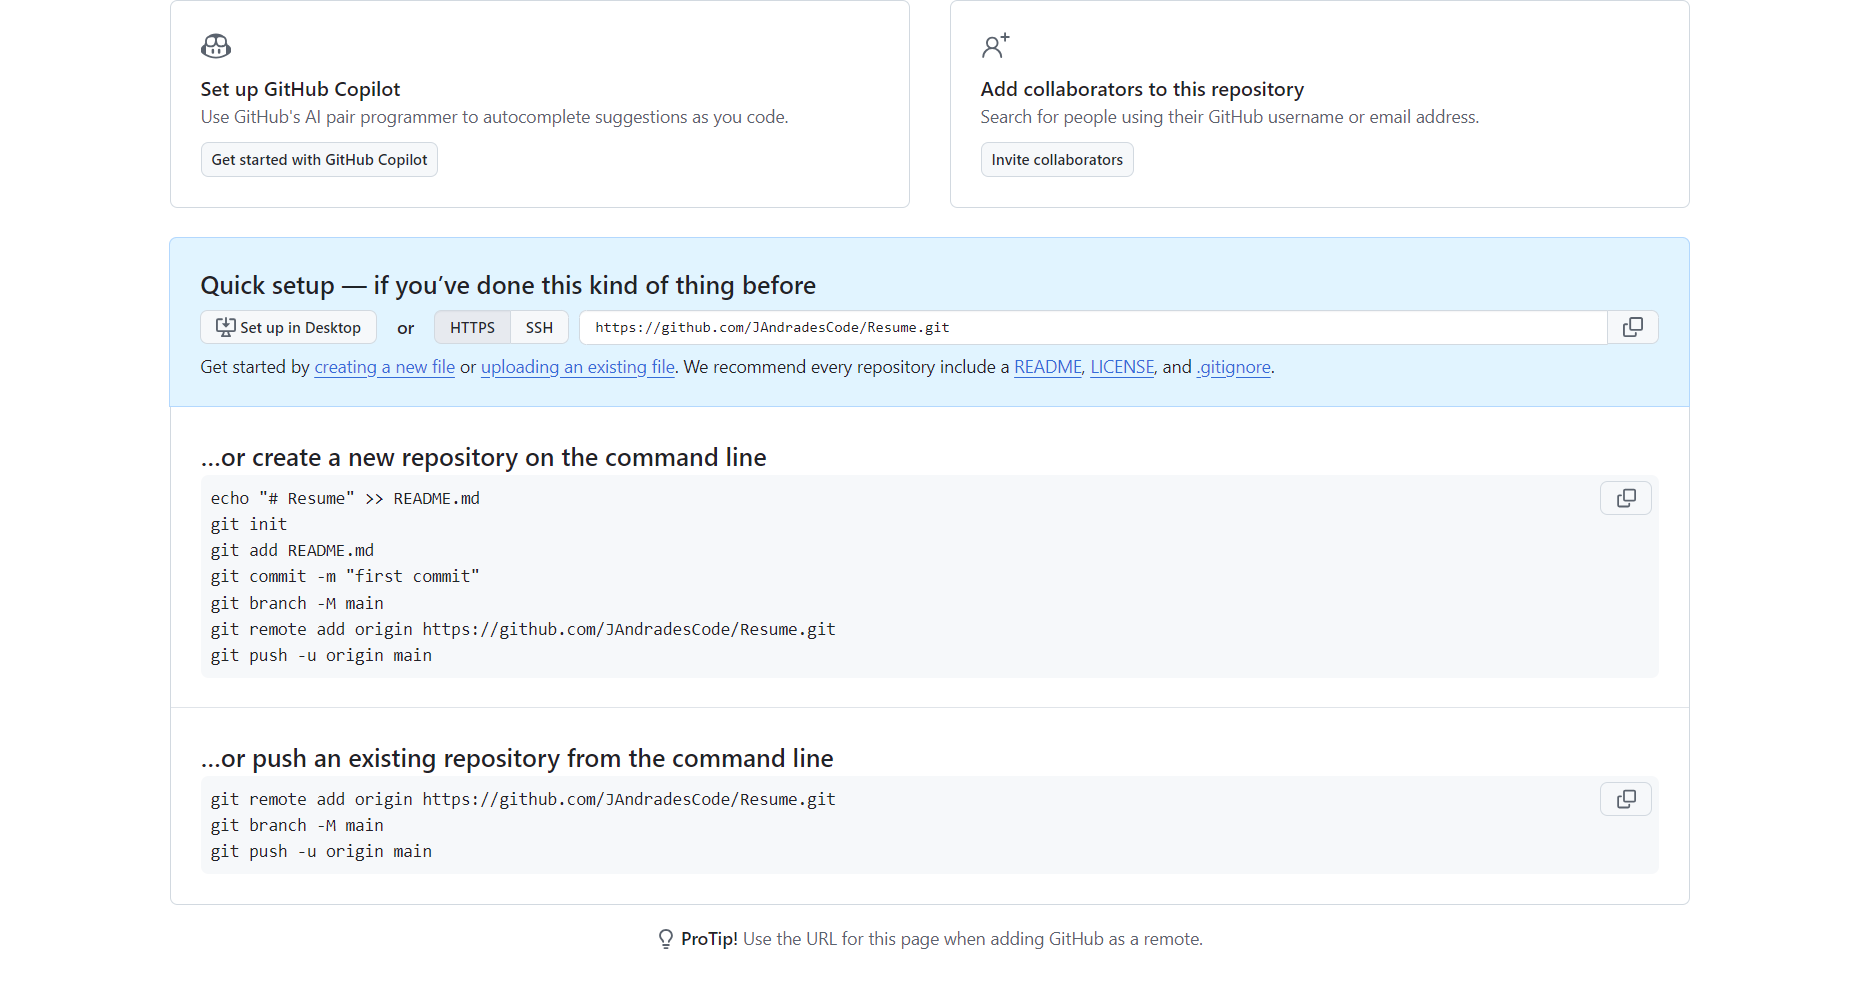 Set up GitHub Copilot
Use GitHub's AI pair programmer to autocomplete suggestions as you code.
Get started with GitHub Copilot
Add collaborators to this repository
Search for people using their GitHub username or email address.
Invite collaborators
Quick setup — if you’ve done this kind of thing before
Set up in Desktop or HTTPS SSH https://github.com/JAndradesCode/Resume.git
Get started by creating a new file or uploading an existing file. We recommend every repository include a README, LICENSE, and .gitignore.
…or create a new repository on the command line
echo "# Resume" >> README.md
git init
git add README.md
git commit -m "first commit"
git branch -M main
git remote add origin https://github.com/JAndradesCode/Resume.git
git push -u origin main
…or push an existing repository from the command line
git remote add origin https://github.com/JAndradesCode/Resume.git
git branch -M main
git push -u origin main
ProTip! Use the URL for this page when adding GitHub as a remote.